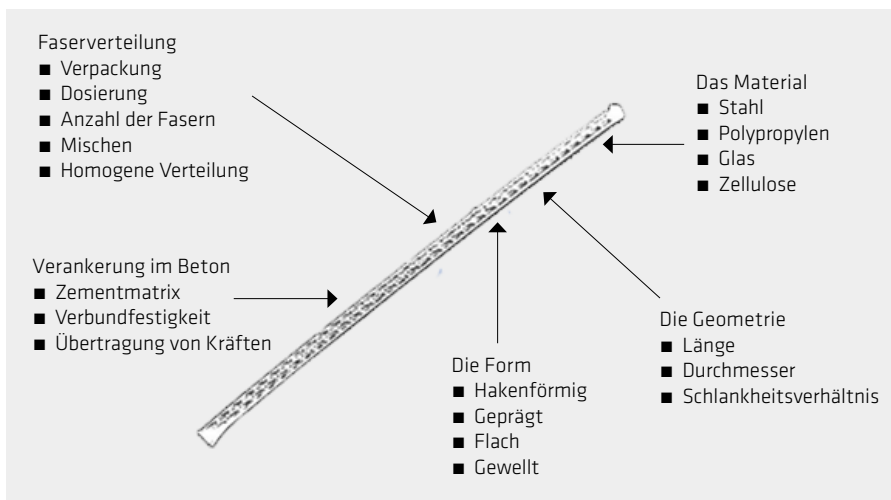 Faserverteilung
■ Verpackung
■ Dosierung
■ Anzahl der Fasern
■ Mischen
■ Homogene Verteilung
Das Material
■ Stahl
■ Polypropylen
■ Glas
■ Zellulose
Verankerung im Beton
■ Zementmatrix
■ Verbundfestigkeit
■ Übertragung von Kräften
Die Form
■ Hakenförmig
■ Geprägt
■ Flach
■ Gewellt
Die Geometrie
■ Länge
■ Durchmesser
■ Schlankheitsverhältnis